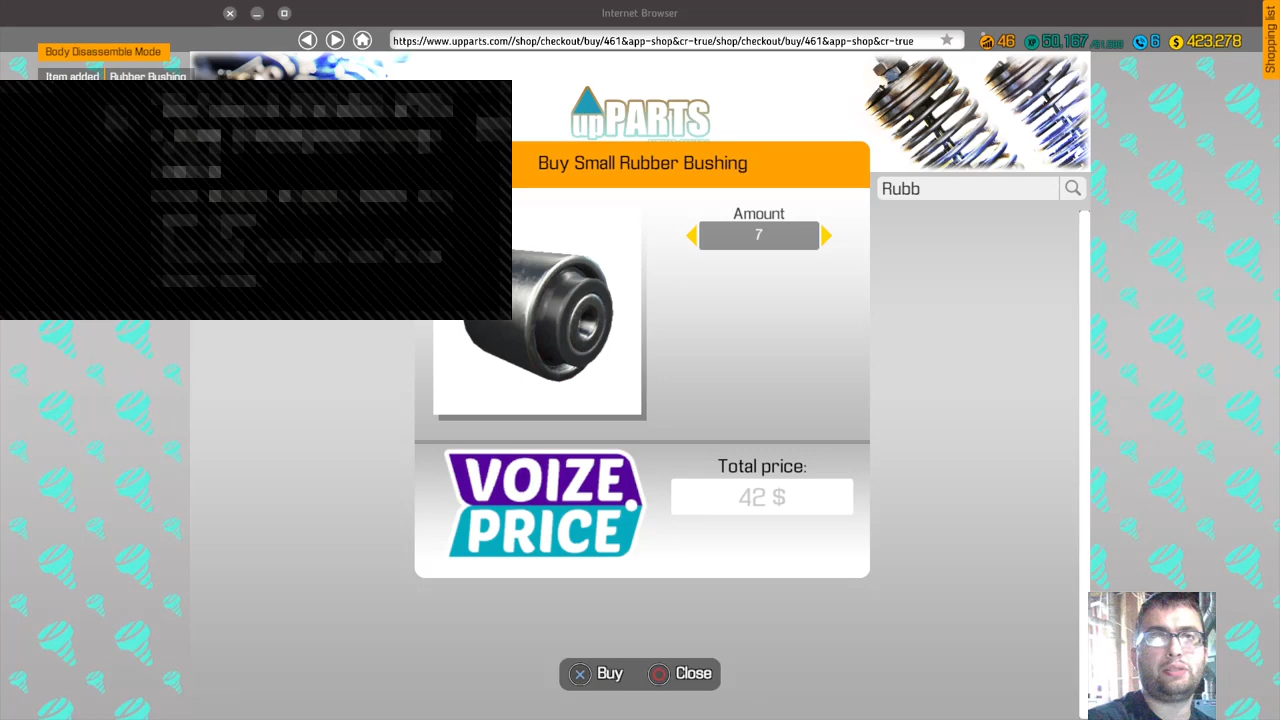 Internet Browser
https://www.upparts.com//shop/checkout/buy/461&app-shop&cr-true/shop/checkout/buy/461&app-shop&cr-true
46
XP 50,167
6
$ 423,278
Shopping list
Body Disassemble Mode
Item added | Rubber Bushing
upPARTS
Buy Small Rubber Bushing
Rubb
Amount
7
VOIZE.
PRICE
Total price:
42 $
Buy
Close